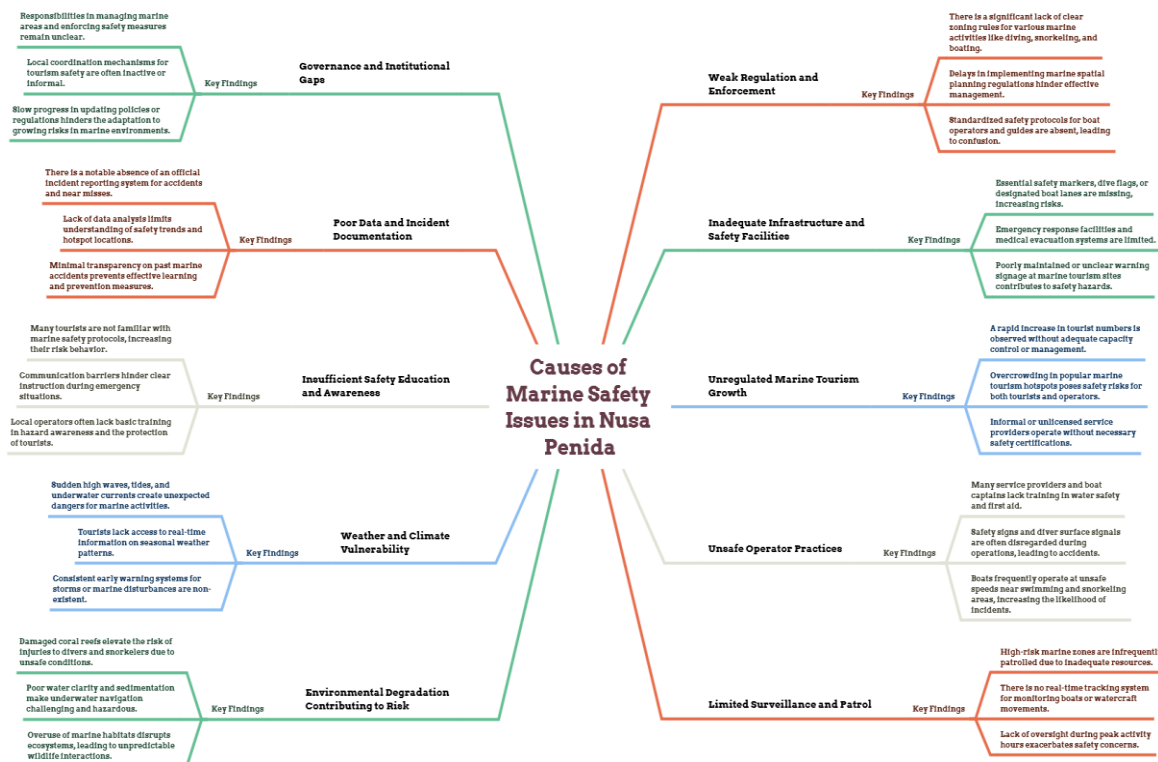 Causes of
Marine Safety
Issues in Nusa
Penida
Governance and Institutional
Gaps
Key Findings
Responsibilities in managing marine
areas and enforcing safety measures
remain unclear.
Local coordination mechanisms for
tourism safety are often inactive or
informal.
Slow progress in updating policies or
regulations hinders the adaptation to
growing risks in marine environments.
Poor Data and Incident
Documentation
Key Findings
There is a notable absence of an official
incident reporting system for accidents
and near misses.
Lack of data analysis limits
understanding of safety trends and
hotspot locations.
Minimal transparency on past marine
accidents prevents effective learning
and prevention measures.
Insufficient Safety Education
and Awareness
Key Findings
Many tourists are not familiar with
marine safety protocols, increasing
their risk behavior.
Communication barriers hinder clear
instruction during emergency
situations.
Local operators often lack basic training
in hazard awareness and the protection
of tourists.
Weather and Climate
Vulnerability
Key Findings
Sudden high waves, tides, and
underwater currents create unexpected
dangers for marine activities.
Tourists lack access to real-time
information on seasonal weather
patterns.
Consistent early warning systems for
storms or marine disturbances are non-
existent.
Environmental Degradation
Contributing to Risk
Key Findings
Damaged coral reefs elevate the risk of
injuries to divers and snorkelers due to
unsafe conditions.
Poor water clarity and sedimentation
make underwater navigation
challenging and hazardous.
Overuse of marine habitats disrupts
ecosystems, leading to unpredictable
wildlife interactions.
Weak Regulation and
Enforcement
Key Findings
There is a significant lack of clear
zoning rules for various marine
activities like diving, snorkeling, and
boating.
Delays in implementing marine spatial
planning regulations hinder effective
management.
Standardized safety protocols for boat
operators and guides are absent, leading
to confusion.
Inadequate Infrastructure and
Safety Facilities
Key Findings
Essential safety markers, dive flags, or
designated boat lanes are missing,
increasing risks.
Emergency response facilities and
medical evacuation systems are limited.
Poorly maintained or unclear warning
signage at marine tourism sites
contributes to safety hazards.
Unregulated Marine Tourism
Growth
Key Findings
A rapid increase in tourist numbers is
observed without adequate capacity
control or management.
Overcrowding in popular marine
tourism hotspots poses safety risks for
both tourists and operators.
Informal or unlicensed service
providers operate without necessary
safety certifications.
Unsafe Operator Practices
Key Findings
Many service providers and boat
captains lack training in water safety
and first aid.
Safety signs and diver surface signals
are often disregarded during
operations, leading to accidents.
Boats frequently operate at unsafe
speeds near swimming and snorkeling
areas, increasing the likelihood of
incidents.
Limited Surveillance and Patrol
Key Findings
High-risk marine zones are infrequentl
patrolled due to inadequate resources.
There is no real-time tracking system
for monitoring boats or watercraft
movements.
Lack of oversight during peak activity
hours exacerbates safety concerns.